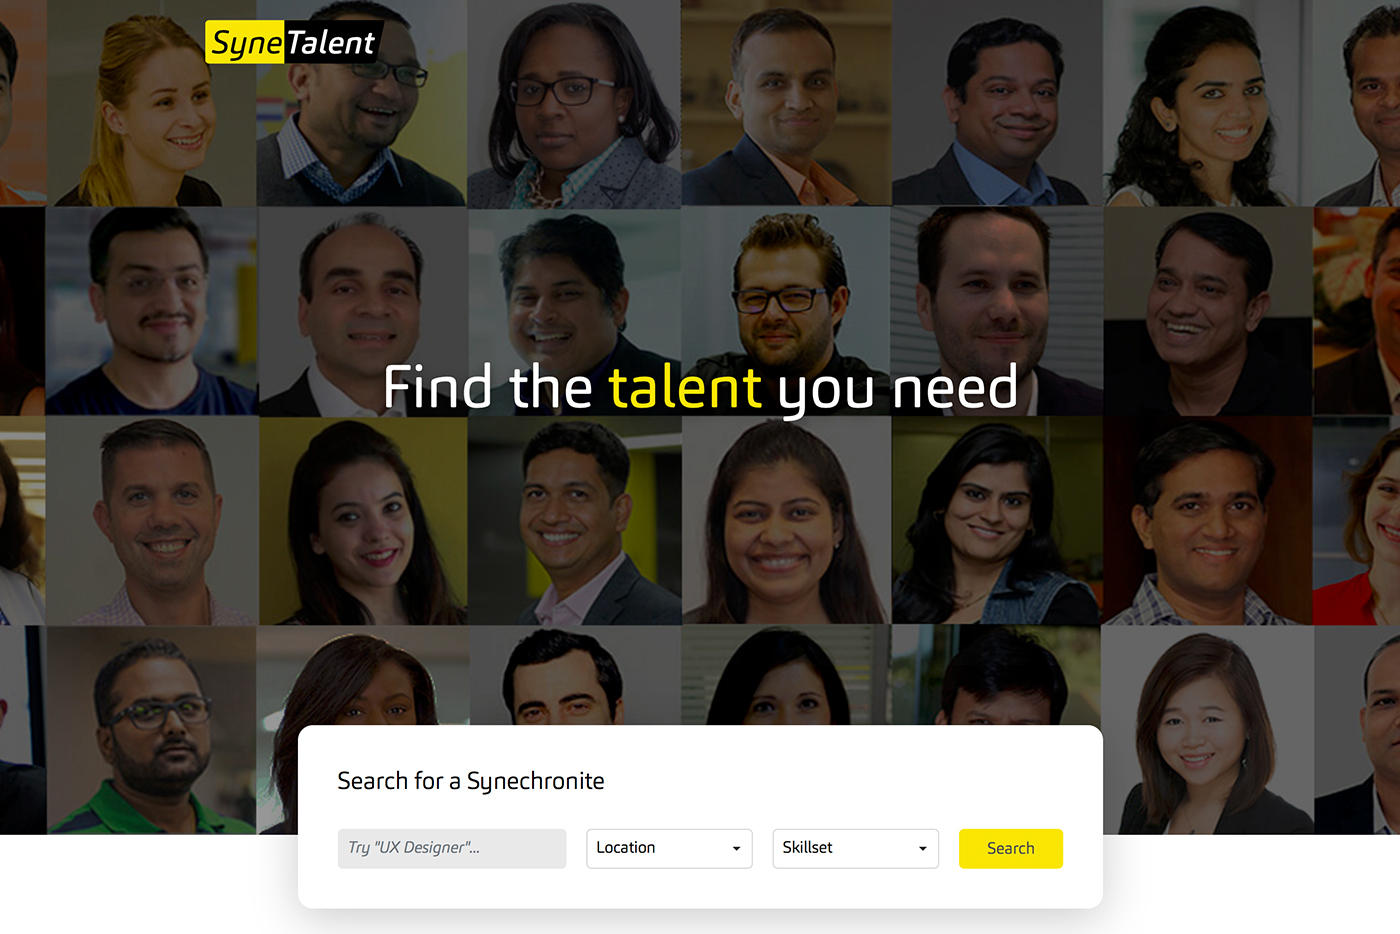 SyneTalent
Find the talent you need
Search for a Synechronite
Try "UX Designer"...
Location
Skillset
Search